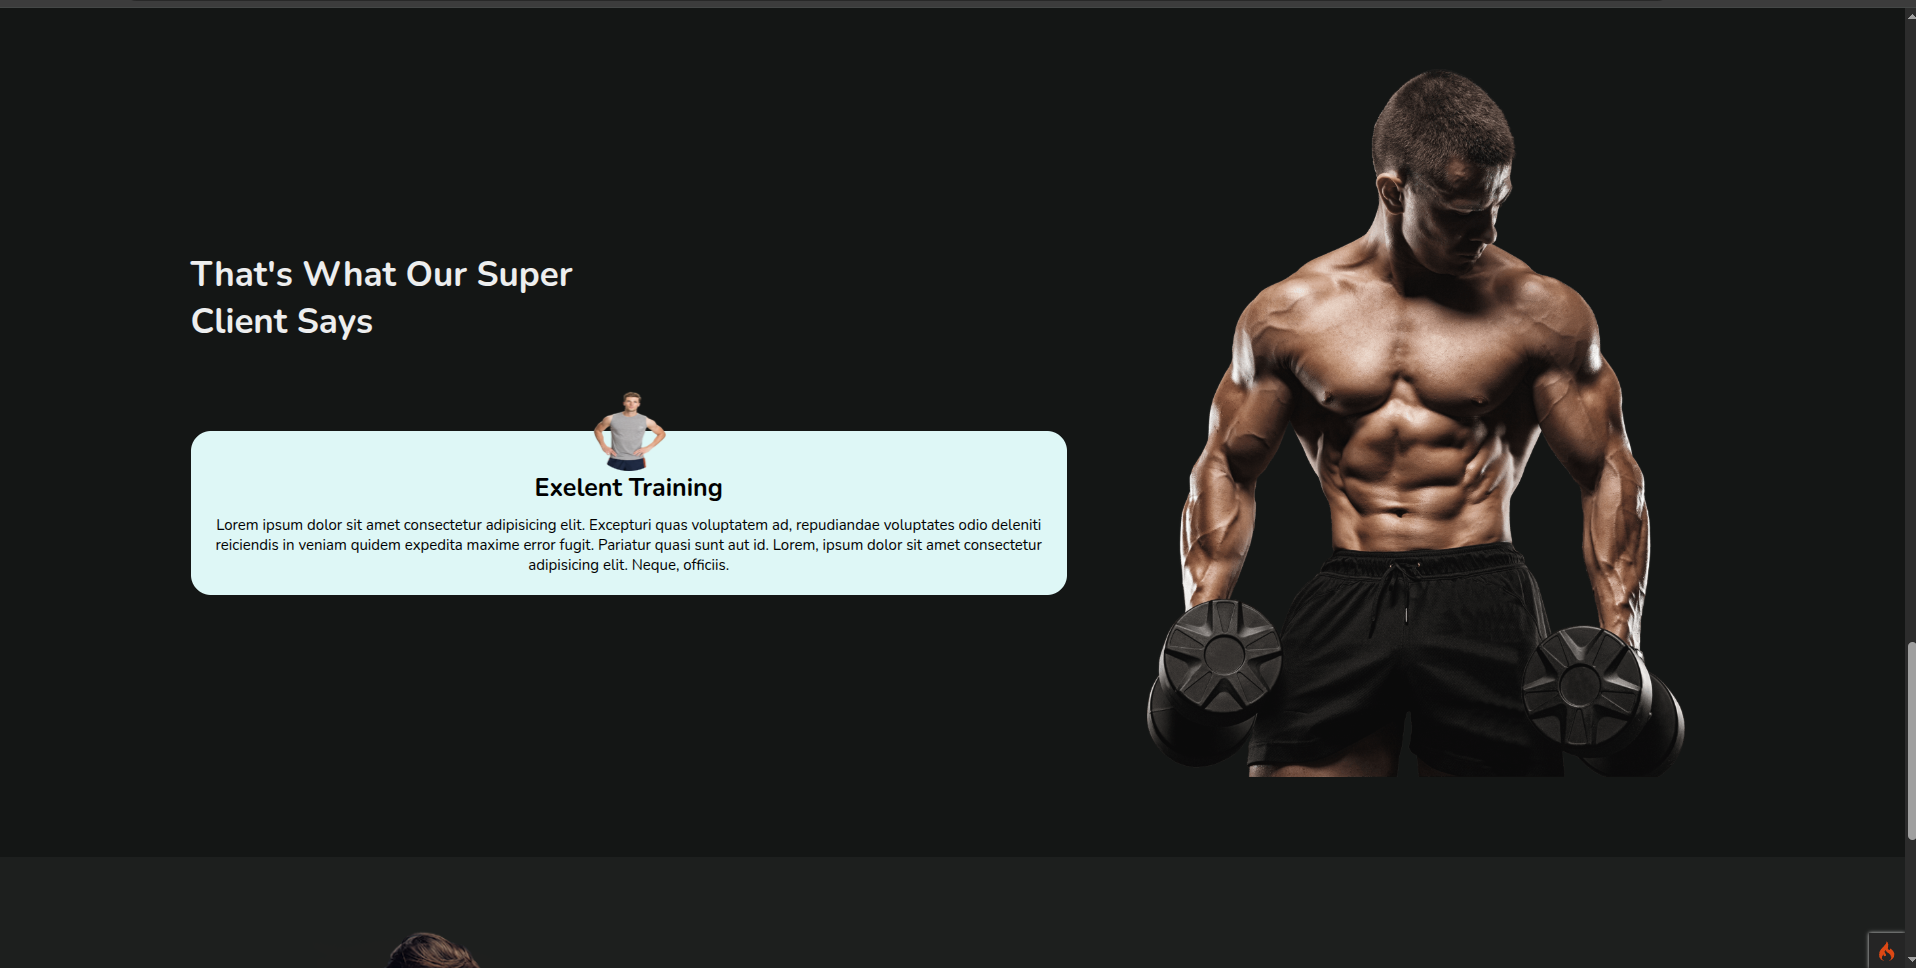 That's What Our Super
Client Says
Exelent Training
Lorem ipsum dolor sit amet consectetur adipisicing elit. Excepturi quas voluptatem ad, repudiandae voluptates odio deleniti
reiciendis in veniam quidem expedita maxime error fugit. Pariatur quasi sunt aut id. Lorem, ipsum dolor sit amet consectetur
adipisicing elit. Neque, officiis.